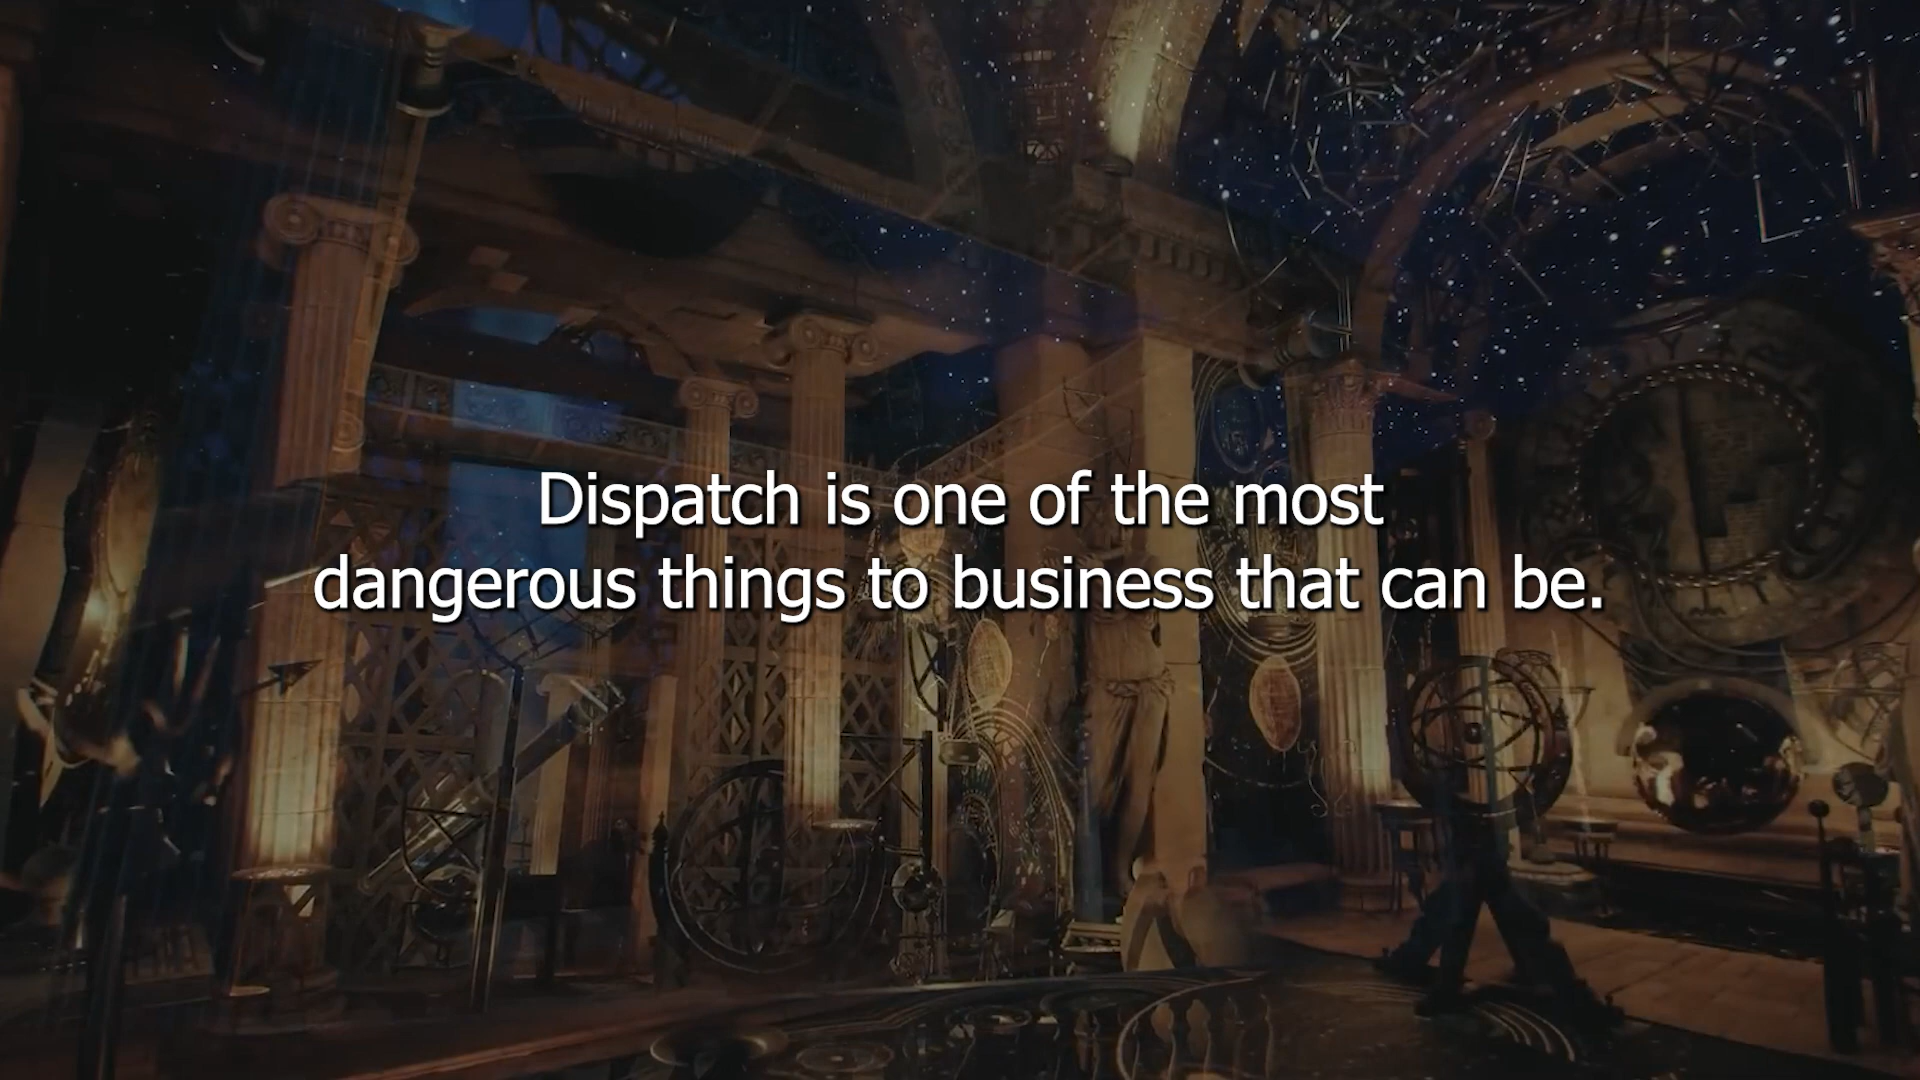 Dispatch is one of the most
dangerous things to business that can be.